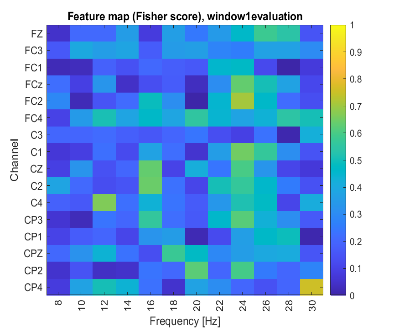 Feature map (Fisher score), window1evaluation
FZ
FC3
FC1
FCz
FC2
FC4
C3
C1
CZ
C2
C4
CP3
CP1
CPZ
CP2
CP4
Channel
8 10 12 14 16 18 20 22 24 26 28 30
Frequency [Hz]
1
0.9
0.8
0.7
0.6
0.5
0.4
0.3
0.2
0.1
0